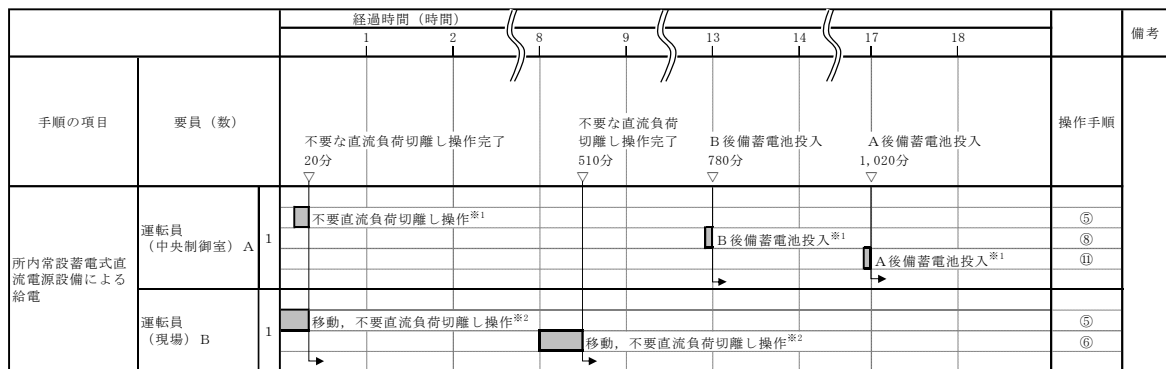 経過時間（時間）
備考
1 2 8 9 13 14 17 18
手順の項目
要員（数）
操作手順
不要な直流負荷切離し操作完了
20分
▽
不要な直流負荷
切離し操作完了
510分
▽
Ｂ後備蓄電池投入
780分
▽
Ａ後備蓄電池投入
1,020分
▽
所内常設蓄電式直
流電源設備による
給電
運転員
（中央制御室）Ａ
1
不要直流負荷切離し操作※1
⑤
Ｂ後備蓄電池投入※1
⑧
Ａ後備蓄電池投入※1
⑪
運転員
（現場）Ｂ
1
移動，不要直流負荷切離し操作※2
⑤
移動，不要直流負荷切離し操作※2
⑥